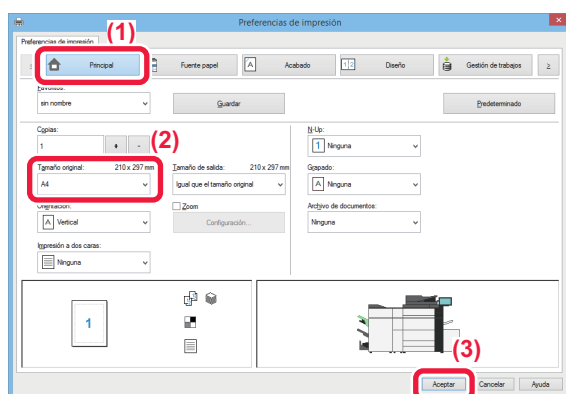 Preferencias de impresión
Preferencias de impresión
(1)
Principal
Fuente papel
Acabado
Diseño
Gestión de trabajos
Favoritos:
sin nombre
Guardar
Predeterminado
Copias:
1
+
-
(2)
N-Up:
1 Ninguna
Tamaño original: 210 x 297 mm
Tamaño de salida: 210 x 297 mm
Grapado:
A4
Igual que el tamaño original
A Ninguna
Orientación:
Zoom
Archivo de documentos:
A Vertical
Configuración...
Ninguna
Impresión a dos caras:
Ninguna
1
(3)
Aceptar
Cancelar
Ayuda